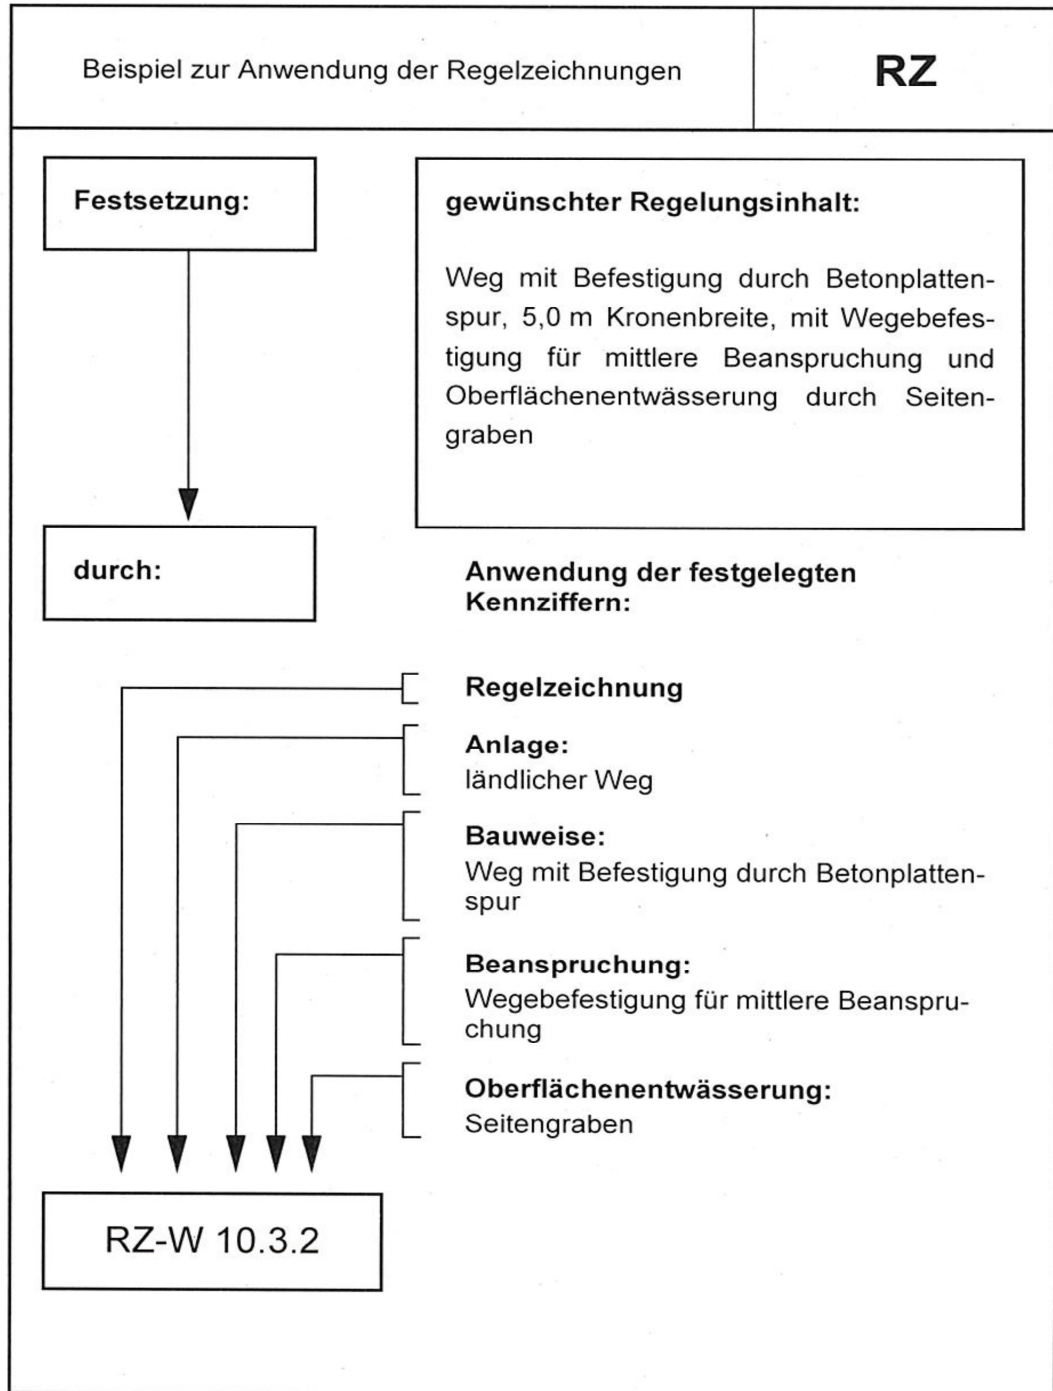 Beispiel zur Anwendung der Regelzeichnungen
RZ
Festsetzung:
gewünschter Regelungsinhalt:
Weg mit Befestigung durch Betonplatten-
spur, 5,0 m Kronenbreite, mit Wegebefes-
tigung für mittlere Beanspruchung und
Oberflächenentwässerung durch Seiten-
graben
durch:
Anwendung der festgelegten
Kennziffern:
Regelzeichnung
Anlage:
ländlicher Weg
Bauweise:
Weg mit Befestigung durch Betonplatten-
spur
Beanspruchung:
Wegebefestigung für mittlere Beanspru-
chung
Oberflächenentwässerung:
Seitengraben
RZ-W 10.3.2